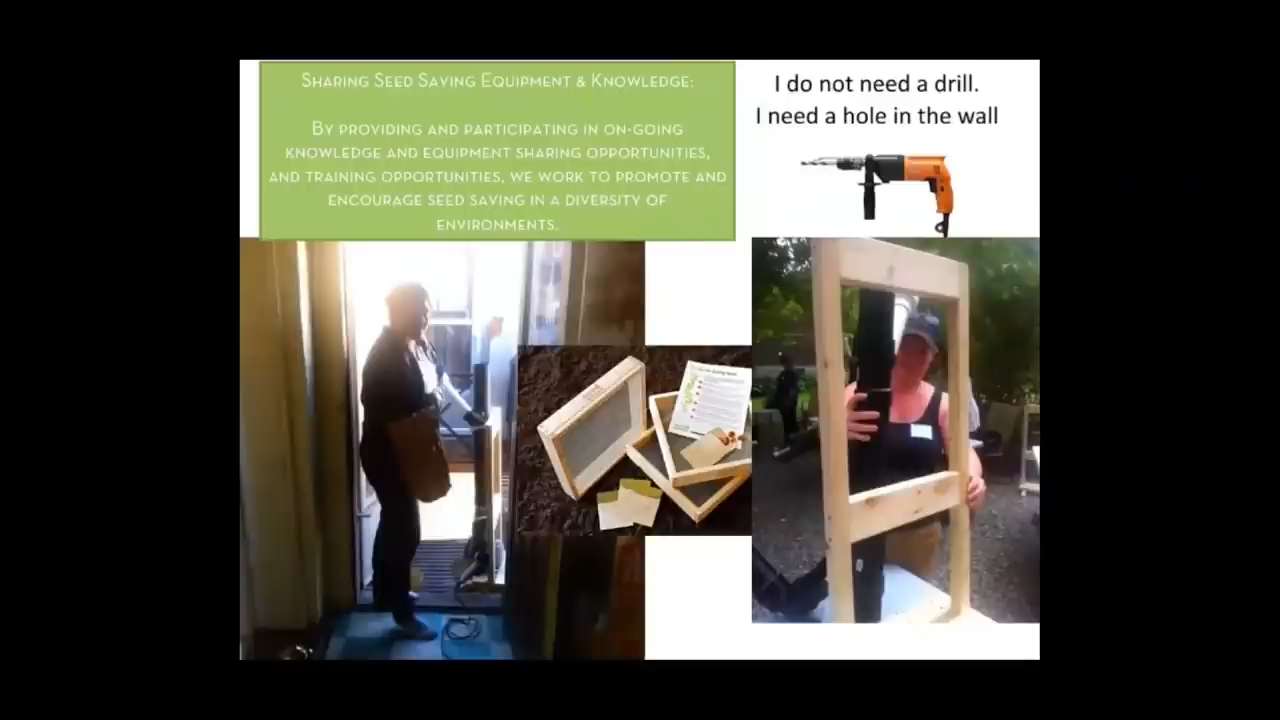 Sharing Seed Saving Equipment & Knowledge:
By providing and participating in on-going
knowledge and equipment sharing opportunities,
and training opportunities, we work to promote and
encourage seed saving in a diversity of
environments.
I do not need a drill.
I need a hole in the wall